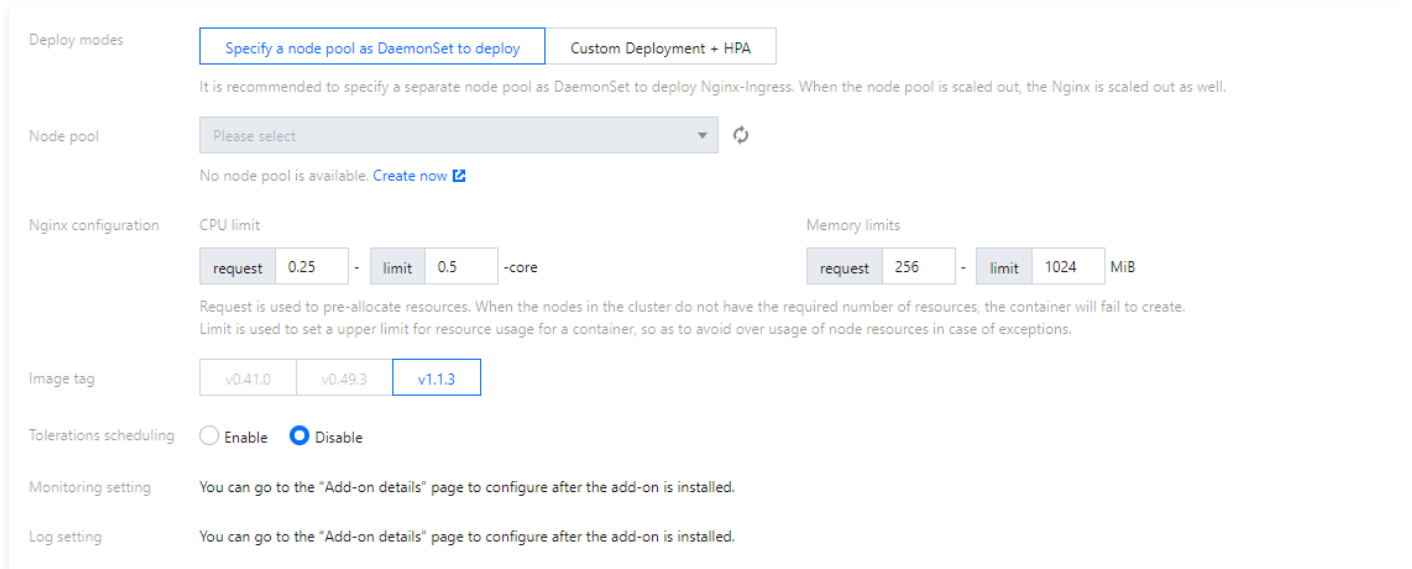 Deploy modes
Specify a node pool as DaemonSet to deploy Custom Deployment + HPA
It is recommended to specify a separate node pool as DaemonSet to deploy Nginx-Ingress. When the node pool is scaled out, the Nginx is scaled out as well.
Node pool Please select
No node pool is available. Create now
Nginx configuration CPU limit Memory limits
request 0.25 - limit 0.5 -core request 256 - limit 1024 MiB
Request is used to pre-allocate resources. When the nodes in the cluster do not have the required number of resources, the container will fail to create.
Limit is used to set a upper limit for resource usage for a container, so as to avoid over usage of node resources in case of exceptions.
Image tag v0.41.0 v0.49.3 v1.1.3
Tolerations scheduling Enable Disable
Monitoring setting You can go to the "Add-on details" page to configure after the add-on is installed.
Log setting You can go to the "Add-on details" page to configure after the add-on is installed.